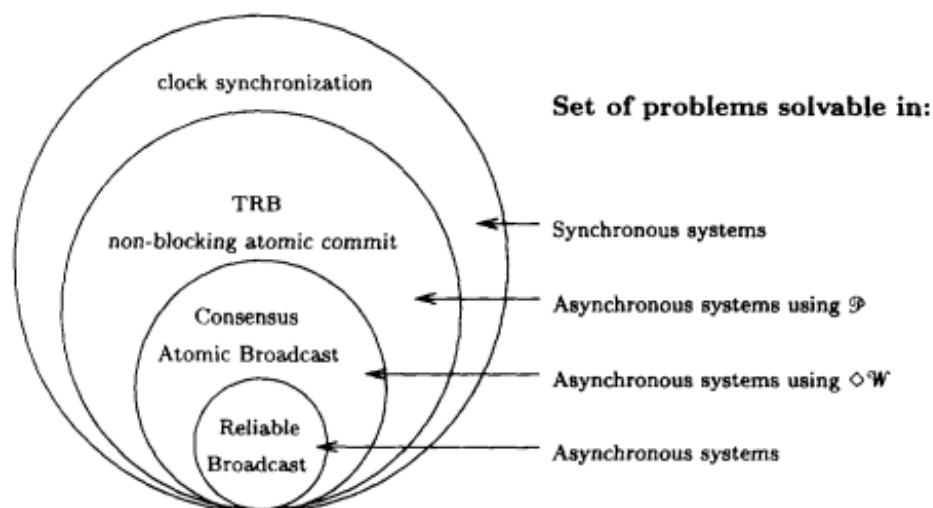 clock synchronization
Set of problems solvable in:
TRB
non-blocking atomic commit
Synchronous systems
Consensus
Atomic Broadcast
Asynchronous systems using 𝒫
Asynchronous systems using ◇𝒲
Reliable
Broadcast
Asynchronous systems